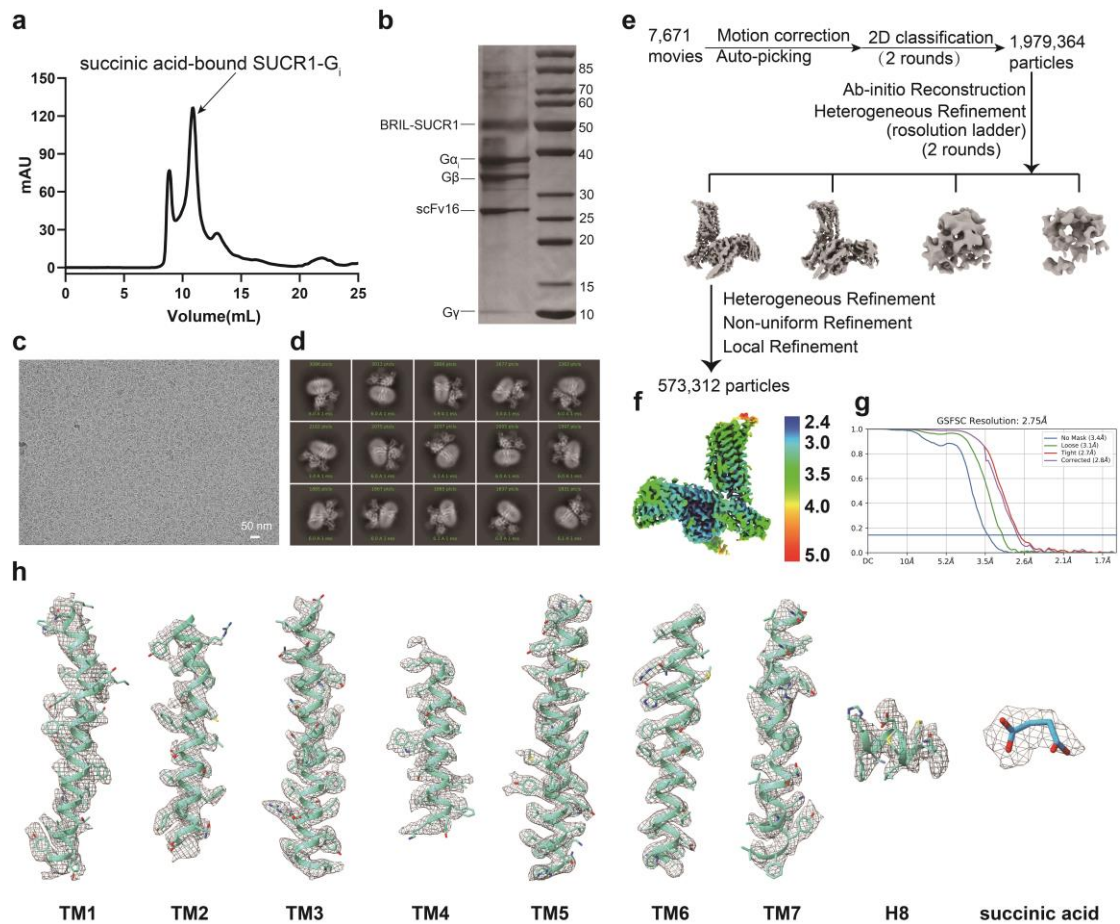 a
succinic acid-bound SUCR1-Gi
150
120
90
60
30
0
mAU
0 5 10 15 20 25
Volume(mL)
b
BRIL-SUCR1
Gαi
Gβ
scFv16
Gγ
85
70
60
50
40
30
25
20
15
10
c
50 nm
d
e
7,671
movies
Motion correction
Auto-picking
2D classification
(2 rounds)
1,979,364
particles
Ab-initio Reconstruction
Heterogeneous Refinement
(rosolution ladder)
(2 rounds)
Heterogeneous Refinement
Non-uniform Refinement
Local Refinement
573,312 particles
f
2.4
3.0
3.5
4.0
5.0
g
GSFSC Resolution: 2.75Å
No Mask (3.4Å)
Loose (3.1Å)
Tight (2.7Å)
Corrected (2.8Å)
1.0
0.8
0.6
0.4
0.2
0.0
DC 10Å 5.2Å 3.5Å 2.6Å 2.1Å 1.7Å
h
TM1 TM2 TM3 TM4 TM5 TM6 TM7 H8 succinic acid